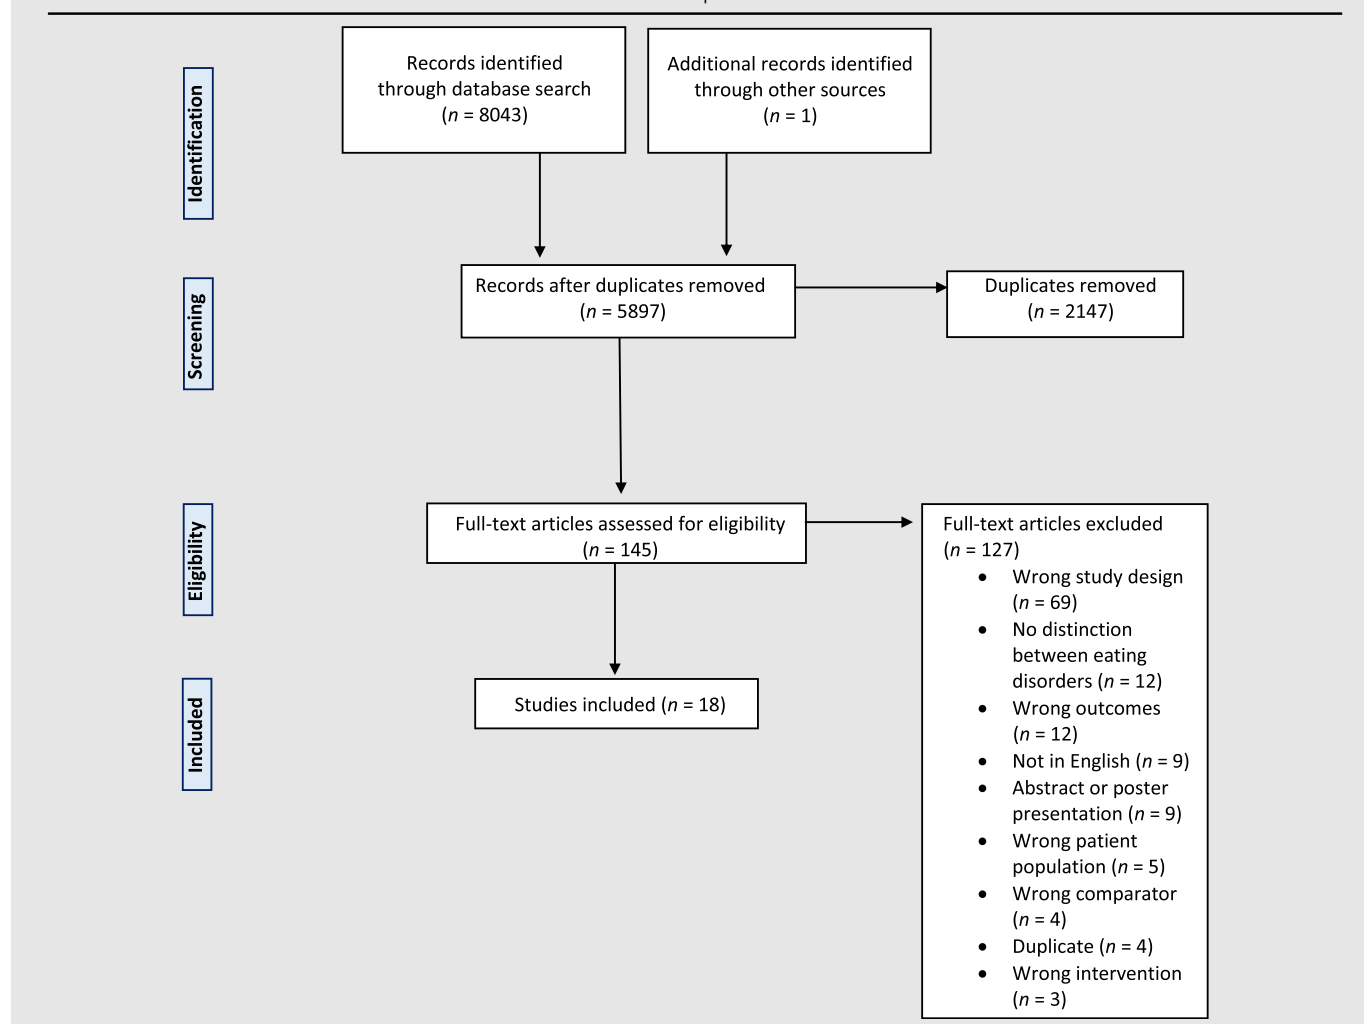 Identification
Records identified
through database search
(n = 8043)
Additional records identified
through other sources
(n = 1)
Screening
Records after duplicates removed
(n = 5897)
Duplicates removed
(n = 2147)
Eligibility
Full-text articles assessed for eligibility
(n = 145)
Full-text articles excluded
(n = 127)
• Wrong study design
(n = 69)
• No distinction
between eating
disorders (n = 12)
• Wrong outcomes
(n = 12)
• Not in English (n = 9)
• Abstract or poster
presentation (n = 9)
• Wrong patient
population (n = 5)
• Wrong comparator
(n = 4)
• Duplicate (n = 4)
• Wrong intervention
(n = 3)
Included
Studies included (n = 18)